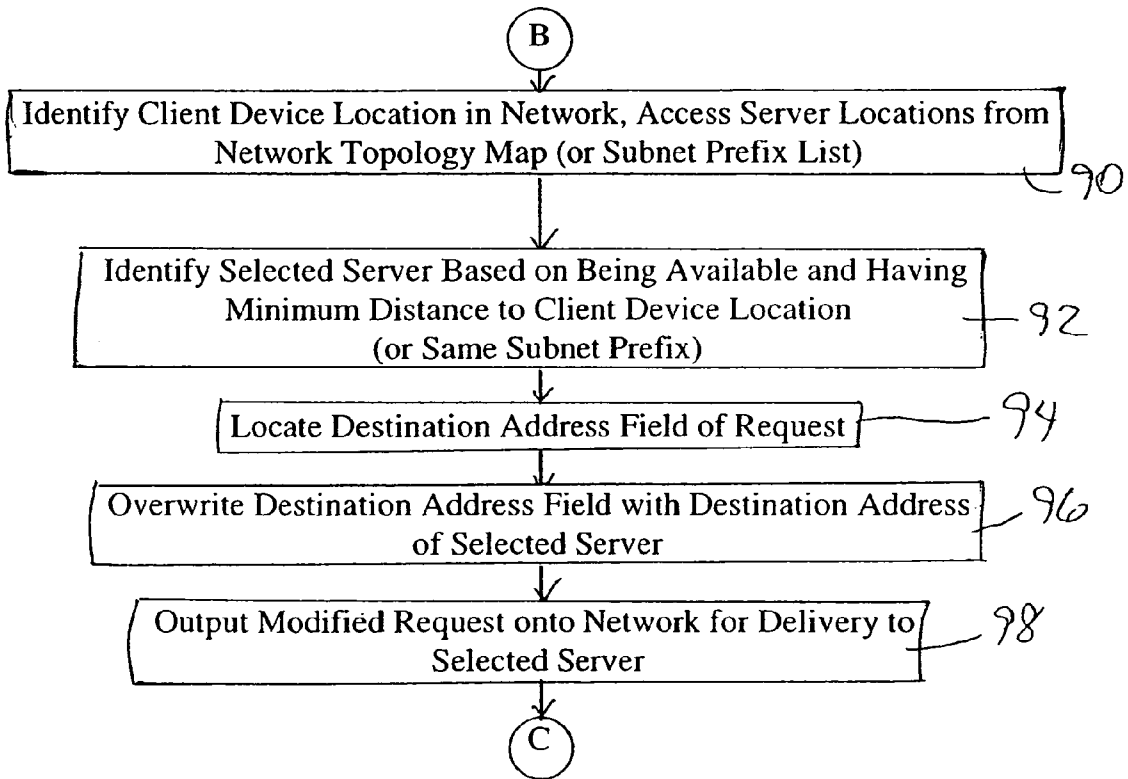 B
Identify Client Device Location in Network, Access Server Locations from
Network Topology Map (or Subnet Prefix List)
90
Identify Selected Server Based on Being Available and Having
Minimum Distance to Client Device Location
(or Same Subnet Prefix)
92
Locate Destination Address Field of Request
94
Overwrite Destination Address Field with Destination Address
of Selected Server
96
Output Modified Request onto Network for Delivery to
Selected Server
98
C